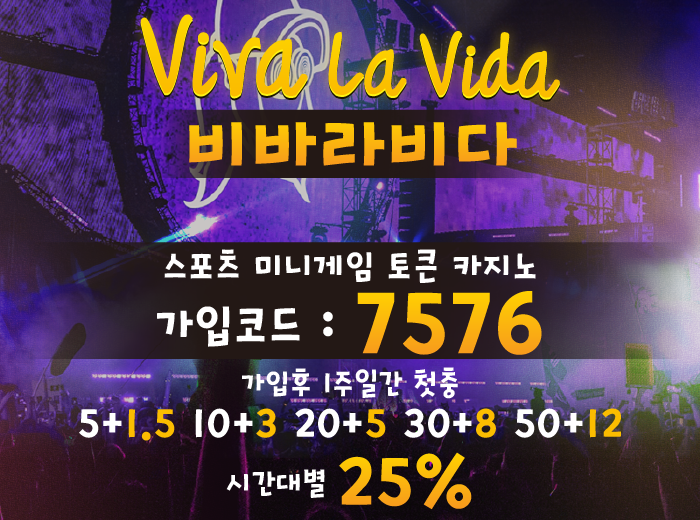 Viva La Vida
비바라비다
스포츠 미니게임 토큰 카지노
가입코드 : 7576
가입후 1주일간 첫충
5+1.5 10+3 20+5 30+8 50+12
시간대별 25%